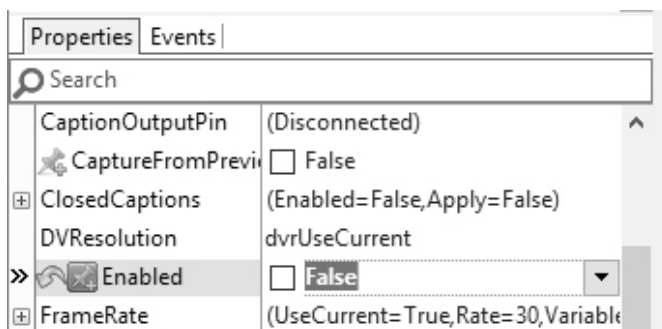 Properties Events
Search
CaptionOutputPin (Disconnected)
CaptureFromPrevi False
ClosedCaptions (Enabled=False,Apply=False)
DVResolution dvrUseCurrent
Enabled False
FrameRate (UseCurrent=True,Rate=30,Variable